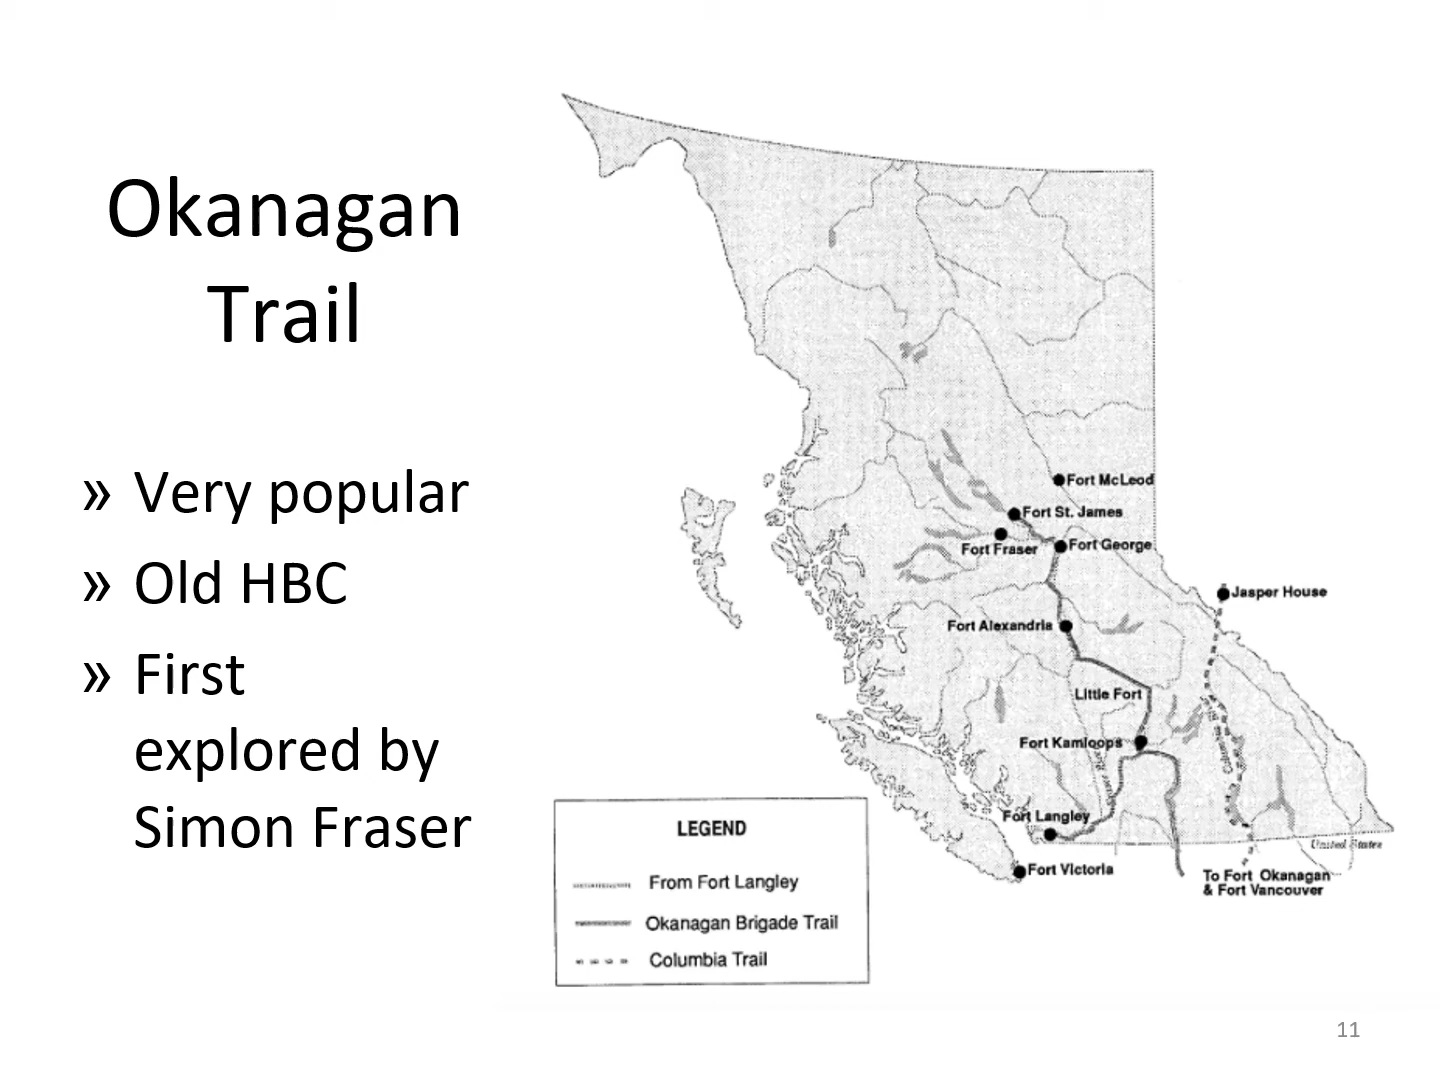 Okanagan
Trail
» Very popular
» Old HBC
» First
explored by
Simon Fraser
Fort McLeod
Fort St. James
Fort Fraser
Fort George
Jasper House
Fort Alexandria
Little Fort
Fort Kamloops
Fort Langley
Fort Victoria
United States
To Fort Okanagan
& Fort Vancouver
LEGEND
From Fort Langley
Okanagan Brigade Trail
Columbia Trail
11